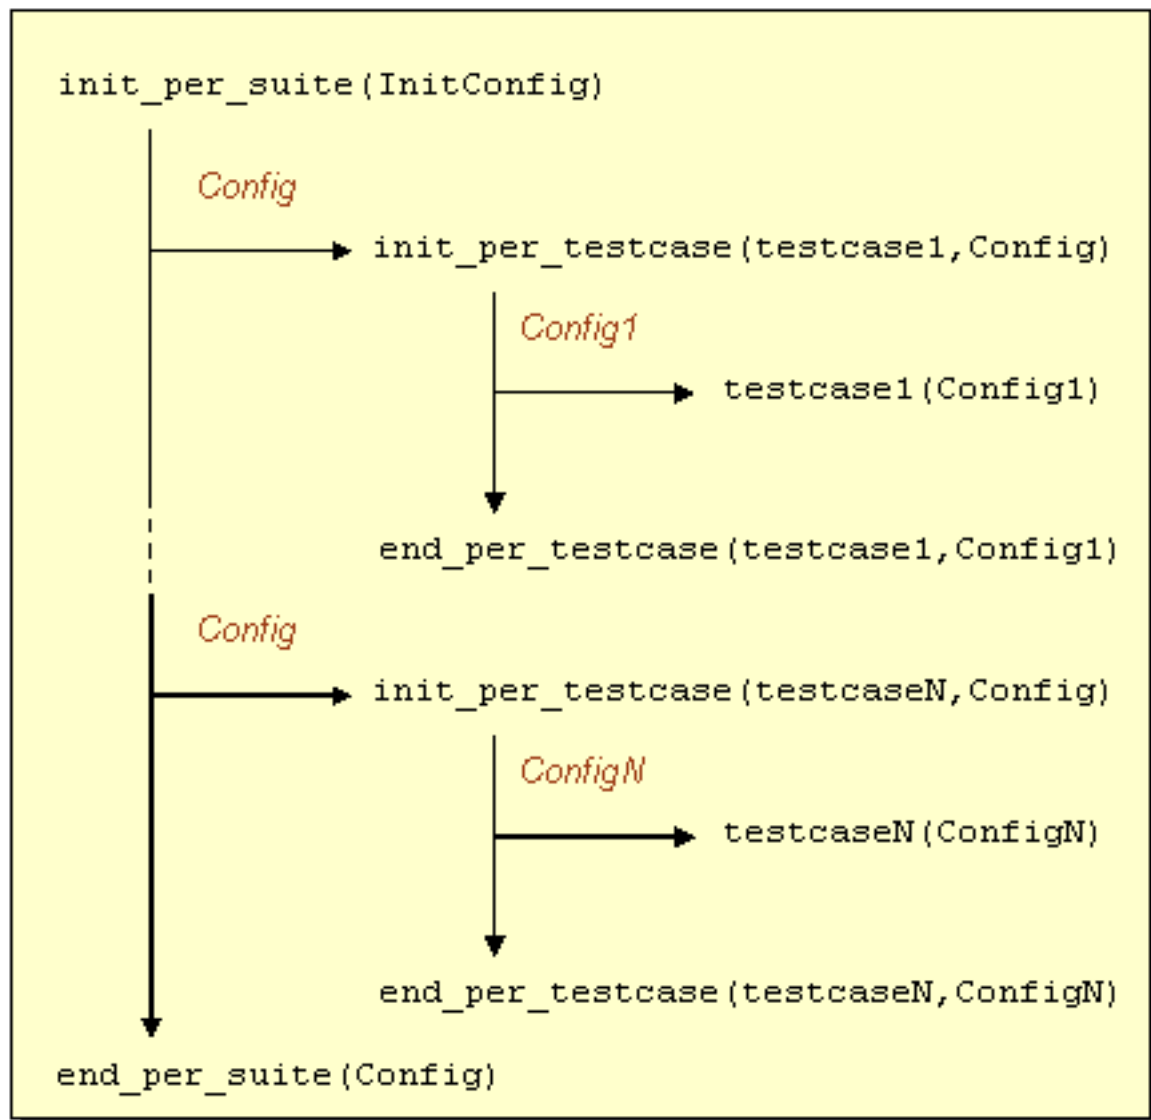 init_per_suite(InitConfig)
Config
init_per_testcase(testcase1,Config)
Config1
testcase1(Config1)
end_per_testcase(testcase1,Config1)
Config
init_per_testcase(testcaseN,Config)
ConfigN
testcaseN(ConfigN)
end_per_testcase(testcaseN,ConfigN)
end_per_suite(Config)